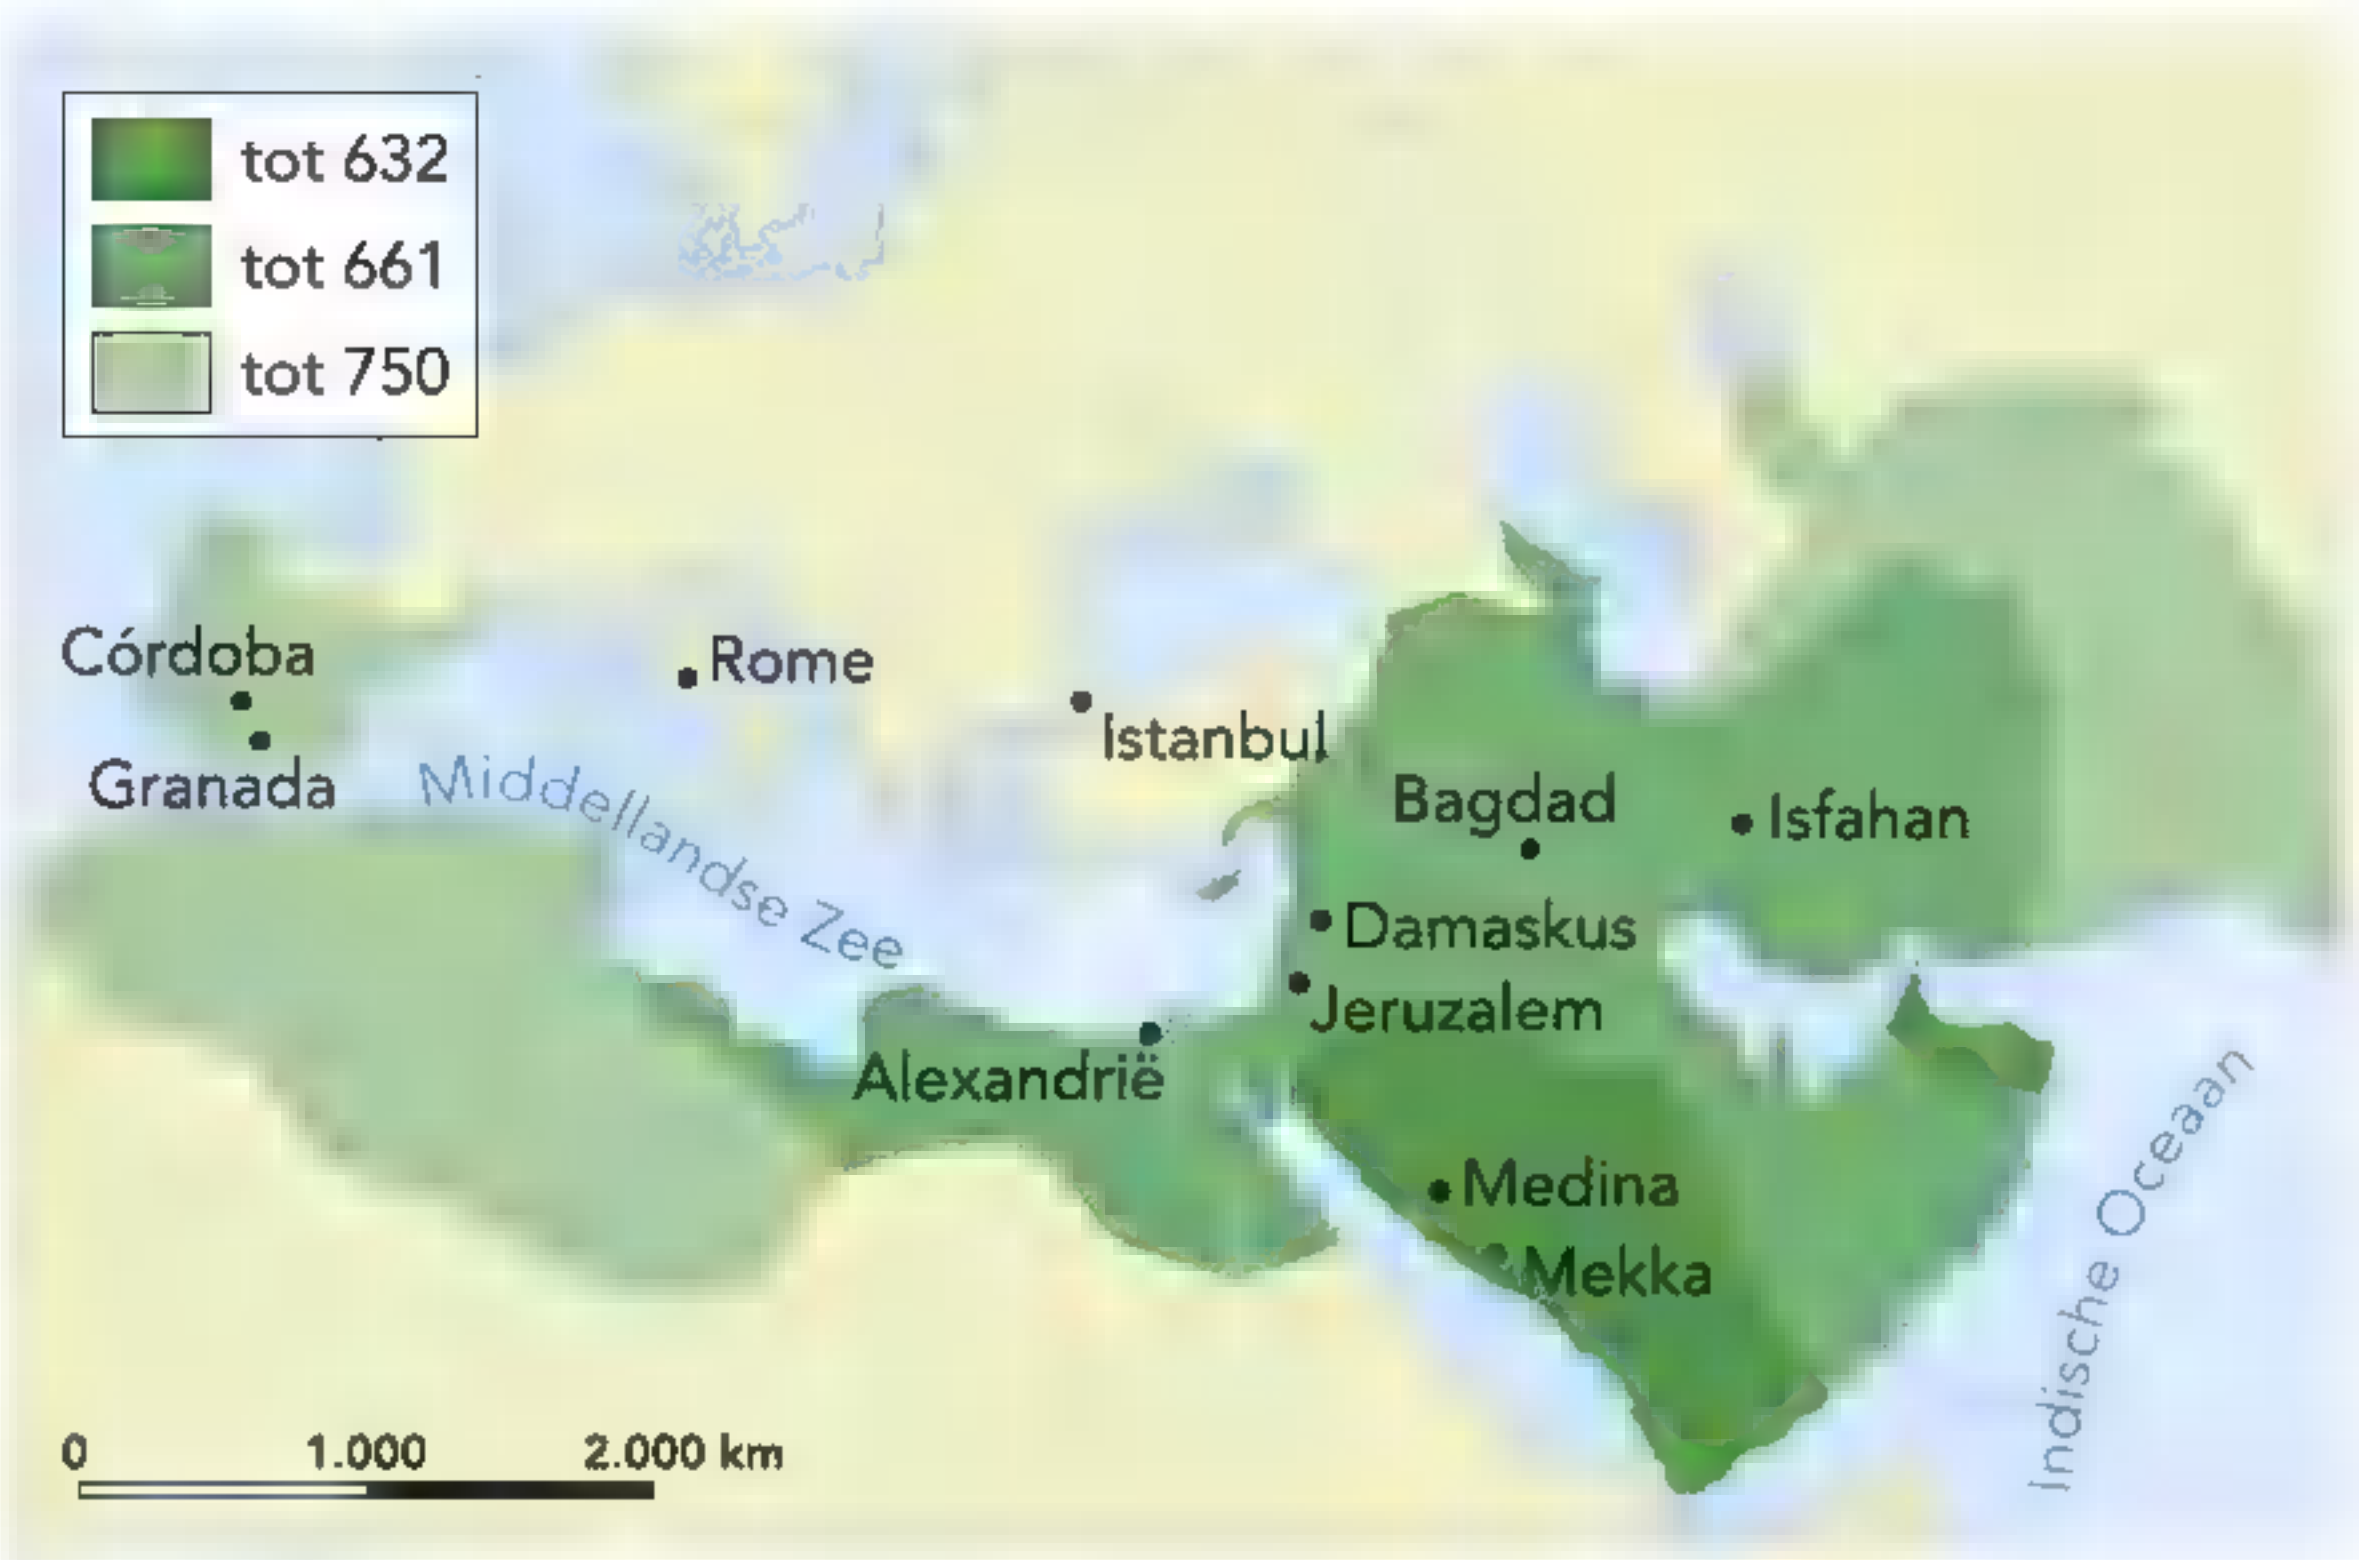 tot 632
tot 661
tot 750
Córdoba
Granada
Rome
Istanbul
Middellandse Zee
Bagdad
Isfahan
Damaskus
Jeruzalem
Alexandrië
Medina
Mekka
Indische Oceaan
0 1.000 2.000 km